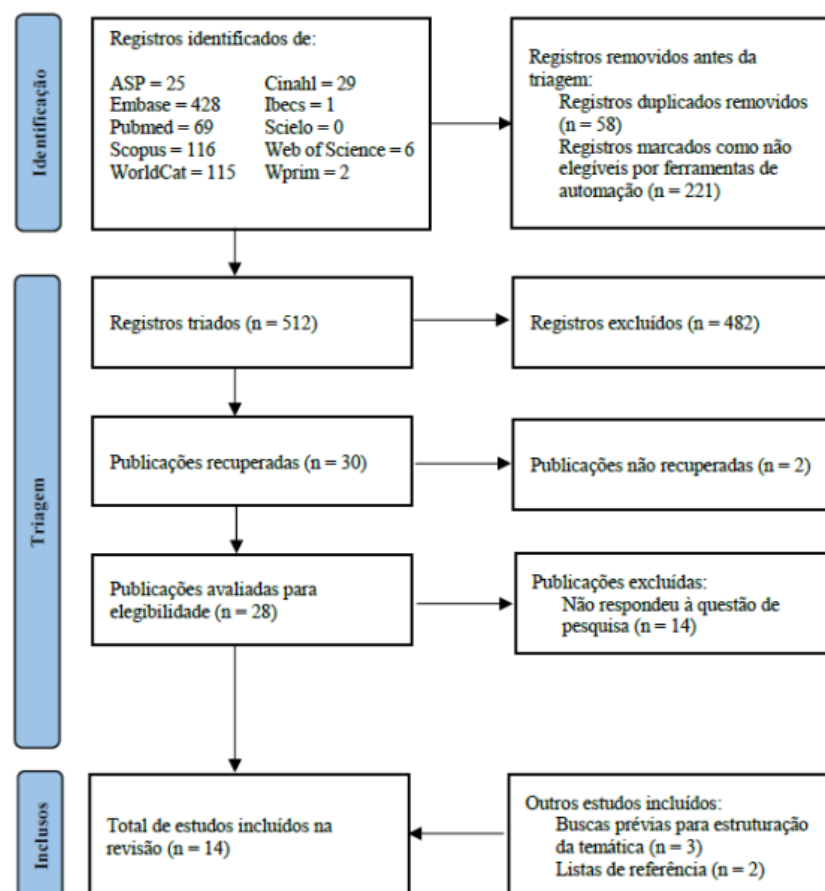 Identificação
Registros identificados de:
ASP = 25 Cinahl = 29
Embase = 428 Ibecs = 1
Pubmed = 69 Scielo = 0
Scopus = 116 Web of Science = 6
WorldCat = 115 Wprim = 2
Registros removidos antes da
triagem:
Registros duplicados removidos
(n = 58)
Registros marcados como não
elegíveis por ferramentas de
automação (n = 221)
Triagem
Registros triados (n = 512)
Registros excluídos (n = 482)
Publicações recuperadas (n = 30)
Publicações não recuperadas (n = 2)
Publicações avaliadas para
elegibilidade (n = 28)
Publicações excluídas:
Não respondeu à questão de
pesquisa (n = 14)
Inclusos
Total de estudos incluídos na
revisão (n = 14)
Outros estudos incluídos:
Buscas prévias para estruturação
da temática (n = 3)
Listas de referência (n = 2)